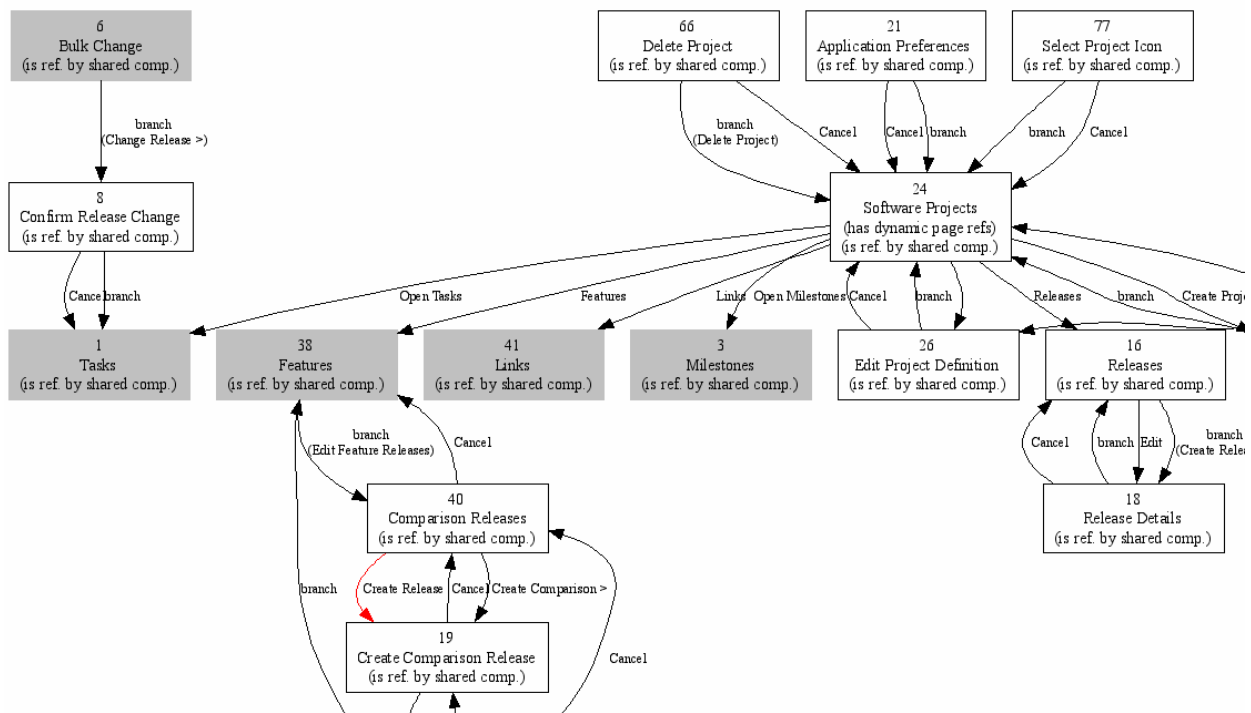 6
Bulk Change
(is ref. by shared comp.)
66
Delete Project
(is ref. by shared comp.)
21
Application Preferences
(is ref. by shared comp.)
77
Select Project Icon
(is ref. by shared comp.)
branch
(Change Release >)
branch
(Delete Project)
Cancel
Cancel
branch
branch
Cancel
8
Confirm Release Change
(is ref. by shared comp.)
24
Software Projects
(has dynamic page refs)
(is ref. by shared comp.)
Cancel
branch
Open Tasks
Features
Links
Open Milestones
Cancel
branch
Releases
branch
Create Proj
1
Tasks
(is ref. by shared comp.)
38
Features
(is ref. by shared comp.)
41
Links
(is ref. by shared comp.)
3
Milestones
(is ref. by shared comp.)
26
Edit Project Definition
(is ref. by shared comp.)
16
Releases
(is ref. by shared comp.)
branch
(Edit Feature Releases)
Cancel
Cancel
branch
Edit
branch
(Create Relea
40
Comparison Releases
(is ref. by shared comp.)
18
Release Details
(is ref. by shared comp.)
branch
Create Release
Cancel
Create Comparison >
19
Create Comparison Release
(is ref. by shared comp.)
Cancel